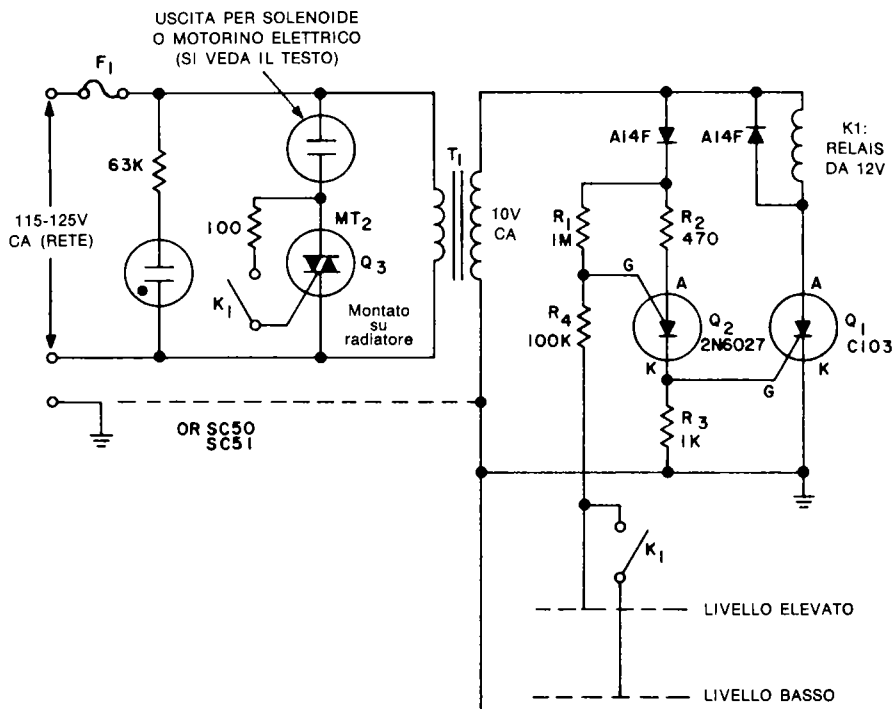 USCITA PER SOLENOIDE
O MOTORINO ELETTRICO
(SI VEDA IL TESTO)
F1
63K
115-125V
CA (RETE)
100
MT2
Q3
K1
Montato
su
radiatore
T1
10V
CA
OR SC50
SC51
A14F
A14F
K1:
RELAIS
DA 12V
R1
1M
R2
470
G
A
R4
100K
Q2
2N6027
K
A
Q1
C103
K
G
R3
1K
K1
LIVELLO ELEVATO
LIVELLO BASSO